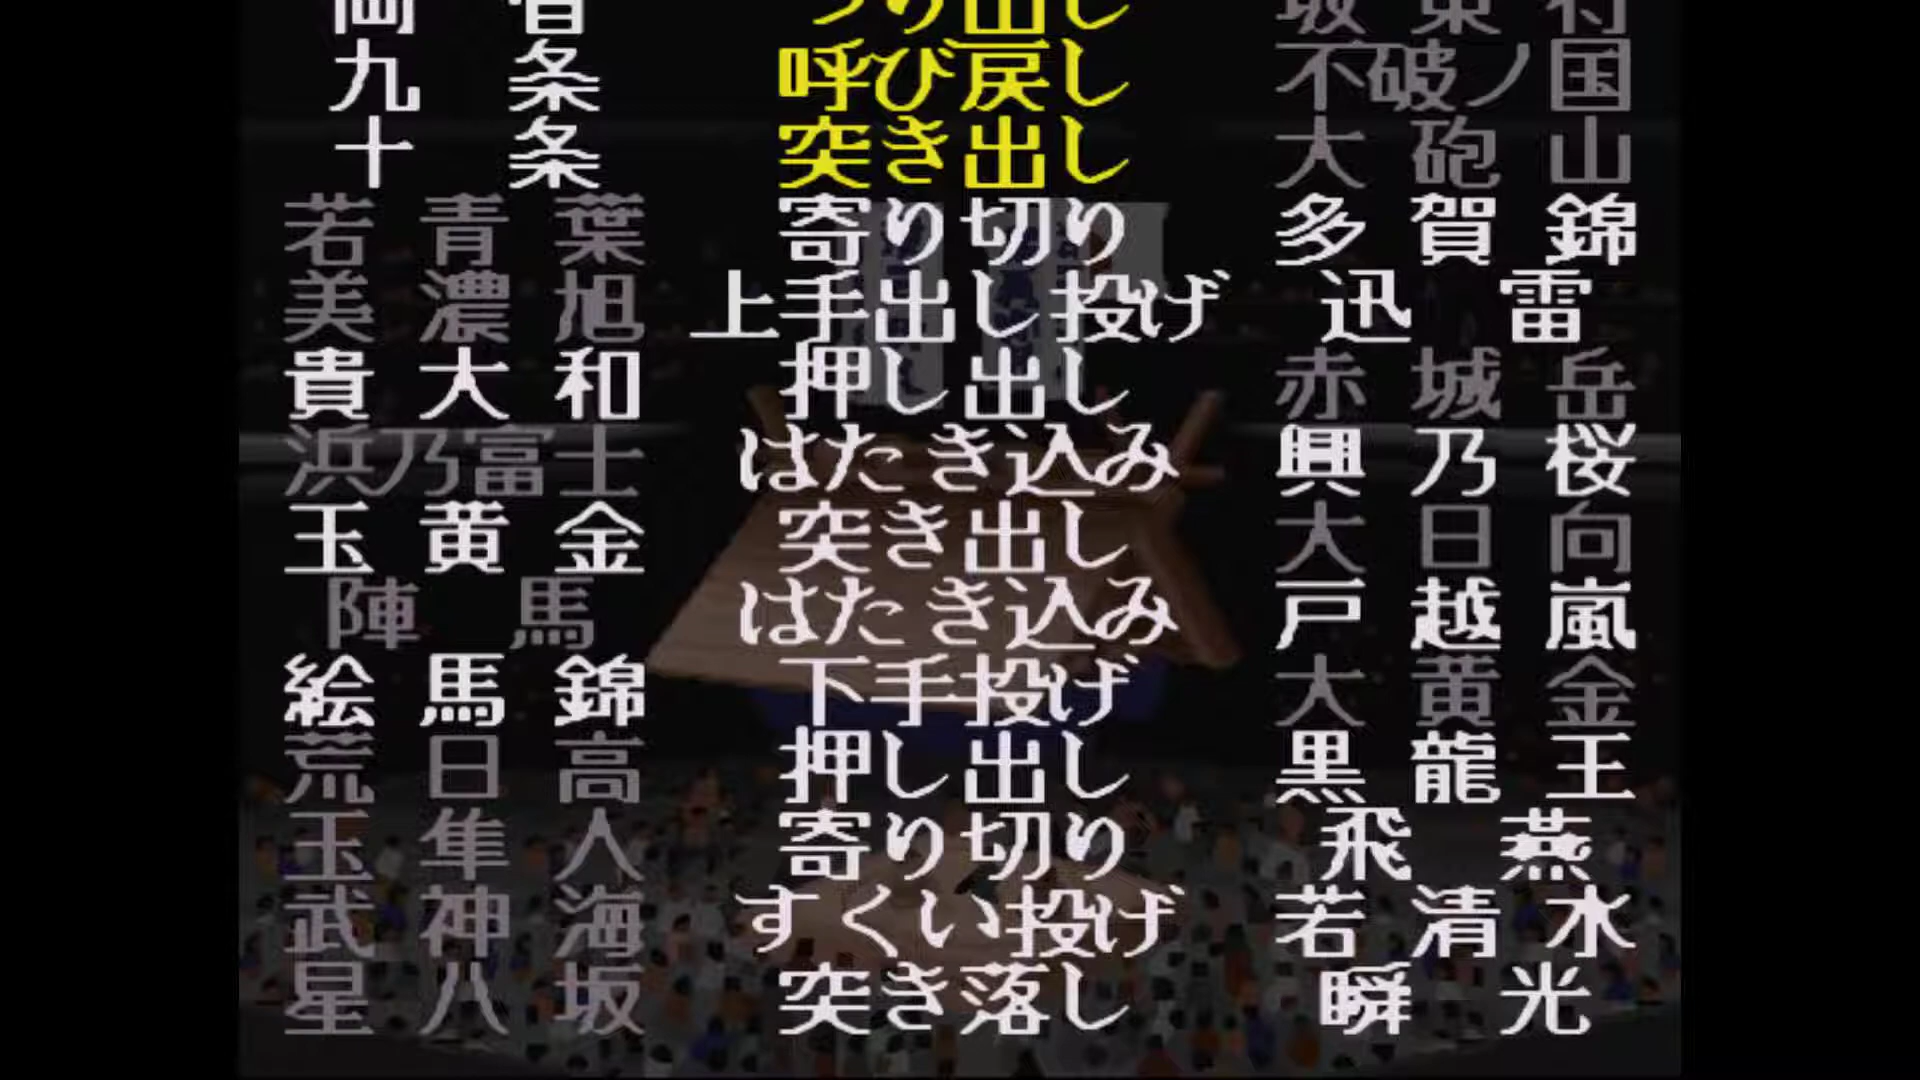 つり出し
九条 呼び戻し 不破ノ国
十条 突き出し 大砲山
若青葉 寄り切り 多賀錦
美濃旭 上手出し投げ 迅雷
貴大和 押し出し 赤城岳
浜乃富士 はたき込み 興乃桜
玉黄金 突き出し 大日向
陣馬 はたき込み 戸越嵐
絵馬錦 下手投げ 大黄金
荒日高 押し出し 黒龍王
玉隼人 寄り切り 飛燕
武神海 すくい投げ 若清水
星八坂 突き落し 瞬光